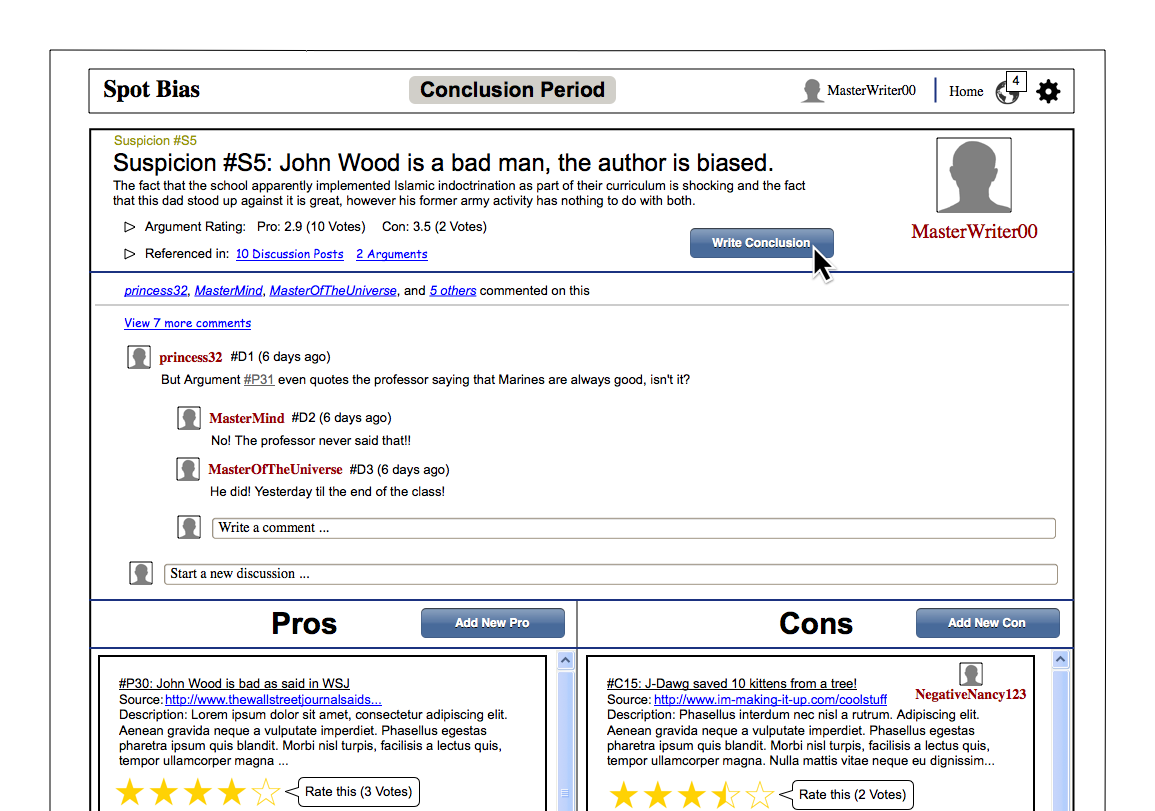 Spot Bias
Conclusion Period
MasterWriter00
Home
4
Suspicion #S5
Suspicion #S5: John Wood is a bad man, the author is biased.
The fact that the school apparently implemented Islamic indoctrination as part of their curriculum is shocking and the fact
that this dad stood up against it is great, however his former army activity has nothing to do with both.
Argument Rating: Pro: 2.9 (10 Votes) Con: 3.5 (2 Votes)
Referenced in: 10 Discussion Posts 2 Arguments
Write Conclusion
MasterWriter00
princess32, MasterMind, MasterOfTheUniverse, and 5 others commented on this
View 7 more comments
princess32 #D1 (6 days ago)
But Argument #P31 even quotes the professor saying that Marines are always good, isn't it?
MasterMind #D2 (6 days ago)
No! The professor never said that!!
MasterOfTheUniverse #D3 (6 days ago)
He did! Yesterday til the end of the class!
Write a comment ...
Start a new discussion ...
Pros
Add New Pro
Cons
Add New Con
#P30: John Wood is bad as said in WSJ
Source: http://www.thewallstreetjournalsaids...
Description: Lorem ipsum dolor sit amet, consectetur adipiscing elit.
Aenean gravida neque a vulputate imperdiet. Phasellus egestas
pharetra ipsum quis blandit. Morbi nisl turpis, facilisis a lectus quis,
tempor ullamcorper magna ...
Rate this (3 Votes)
#C15: J-Dawg saved 10 kittens from a tree!
Source: http://www.im-making-it-up.com/coolstuff
NegativeNancy123
Description: Phasellus interdum nec nisl a rutrum. Adipiscing elit.
Aenean gravida neque a vulputate imperdiet. Phasellus egestas
pharetra ipsum quis blandit. Morbi nisl turpis, facilisis a lectus quis,
tempor ullamcorper magna. Nulla mattis vitae neque eu dignissim...
Rate this (2 Votes)